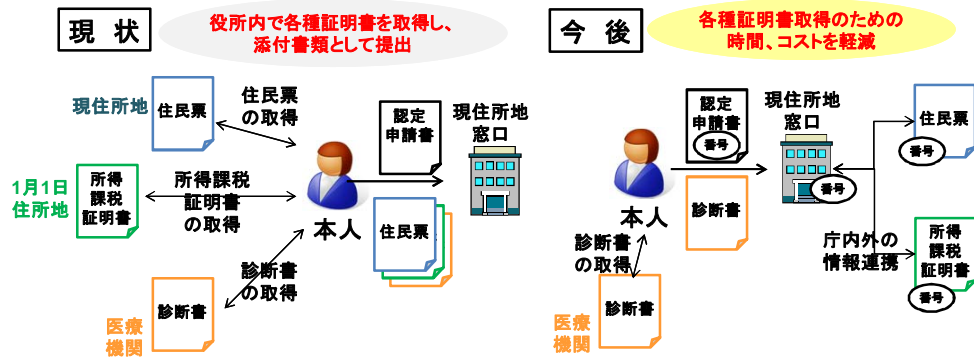 現 状
役所内で各種証明書を取得し、
添付書類として提出
現住所地
住民票
住民票
の取得
1月1日
住所地
所得
課税
証明書
所得課税
証明書
の取得
本人
認定
申請書
現住所地
窓口
住民票
診断書
の取得
医療
機関
診断書
今 後
各種証明書取得のための
時間、コストを軽減
認定
申請書
番号
現住所地
窓口
番号
住民票
番号
本人
診断書
診断書
の取得
医療
機関
診断書
庁内外の
情報連携
所得
課税
証明書
番号